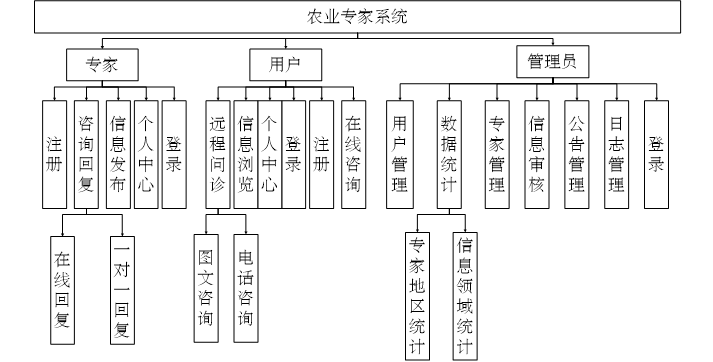 农业专家系统
专家
用户
管理员
注册
咨询回复
信息发布
个人中心
登录
远程问诊
信息浏览
个人中心
登录
注册
在线咨询
用户管理
数据统计
专家管理
信息审核
公告管理
日志管理
登录
在线回复
一对一回复
图文咨询
电话咨询
专家地区统计
信息领域统计